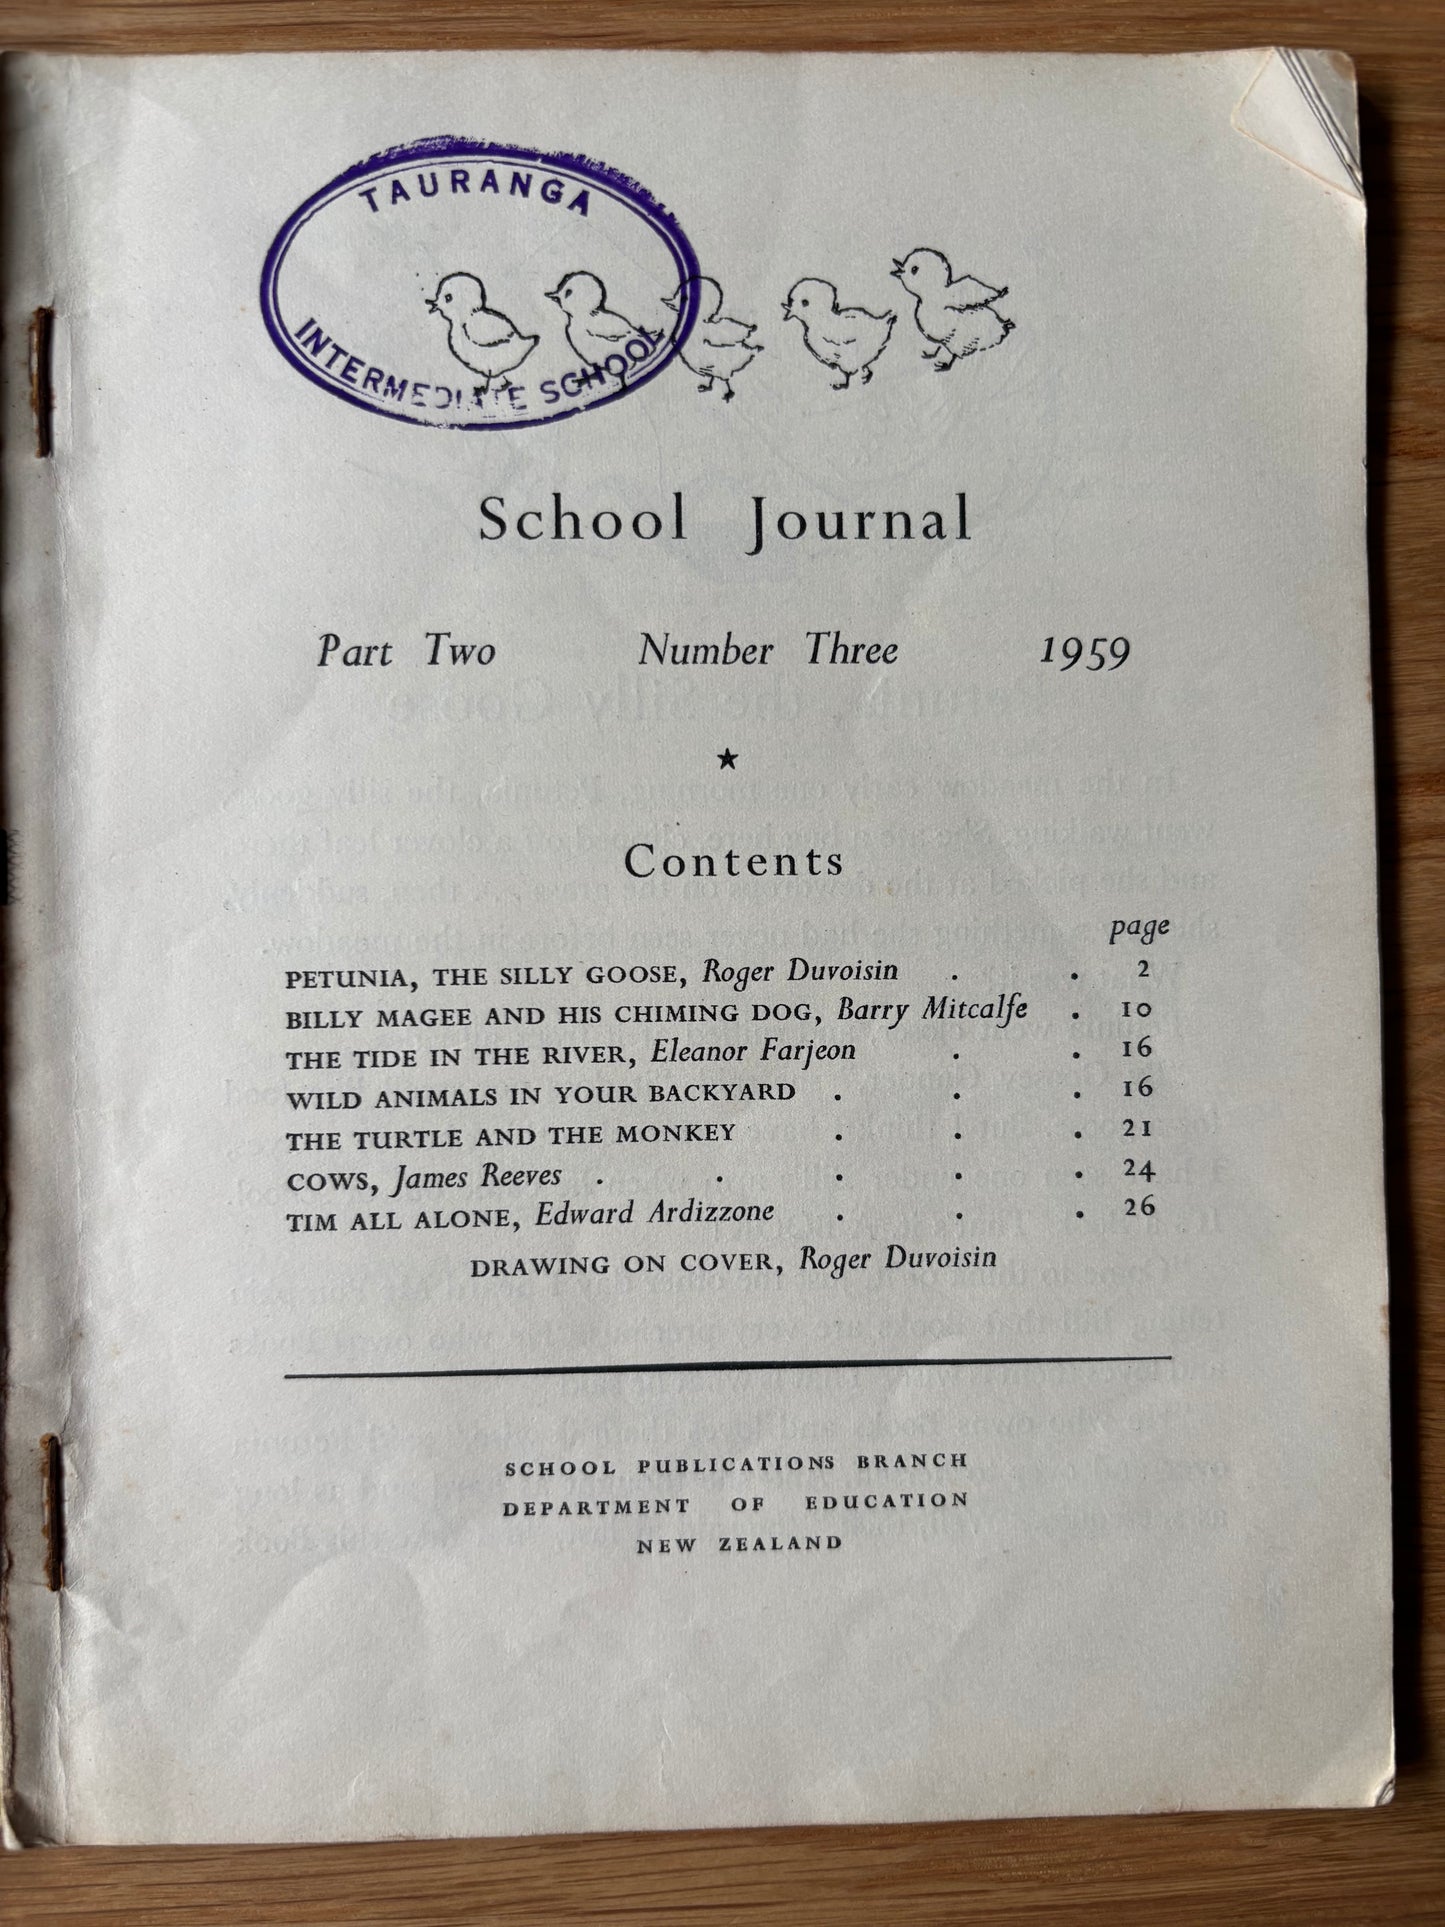 TAURANGA
INTERMEDIATE SCHOOL
School Journal
Part Two Number Three 1959
★
Contents
page
PETUNIA, THE SILLY GOOSE, Roger Duvoisin . . 2
BILLY MAGEE AND HIS CHIMING DOG, Barry Mitcalfe . 10
THE TIDE IN THE RIVER, Eleanor Farjeon . . 16
WILD ANIMALS IN YOUR BACKYARD . . . 16
THE TURTLE AND THE MONKEY . . . 21
COWS, James Reeves . . . . . 24
TIM ALL ALONE, Edward Ardizzone . . . 26
DRAWING ON COVER, Roger Duvoisin
SCHOOL PUBLICATIONS BRANCH
DEPARTMENT OF EDUCATION
NEW ZEALAND